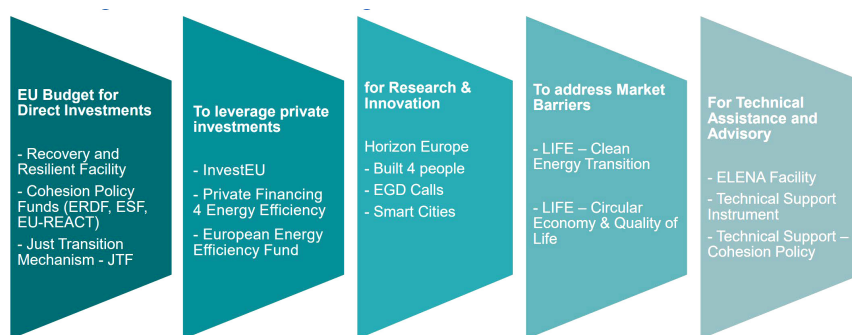 EU Budget for
Direct Investments
- Recovery and
Resilient Facility
- Cohesion Policy
Funds (ERDF, ESF,
EU-REACT)
- Just Transition
Mechanism - JTF
To leverage private
investments
- InvestEU
- Private Financing
4 Energy Efficiency
- European Energy
Efficiency Fund
for Research &
Innovation
Horizon Europe
- Built 4 people
- EGD Calls
- Smart Cities
To address Market
Barriers
- LIFE – Clean
Energy Transition
- LIFE – Circular
Economy & Quality of
Life
For Technical
Assistance and
Advisory
- ELENA Facility
- Technical Support
Instrument
- Technical Support –
Cohesion Policy